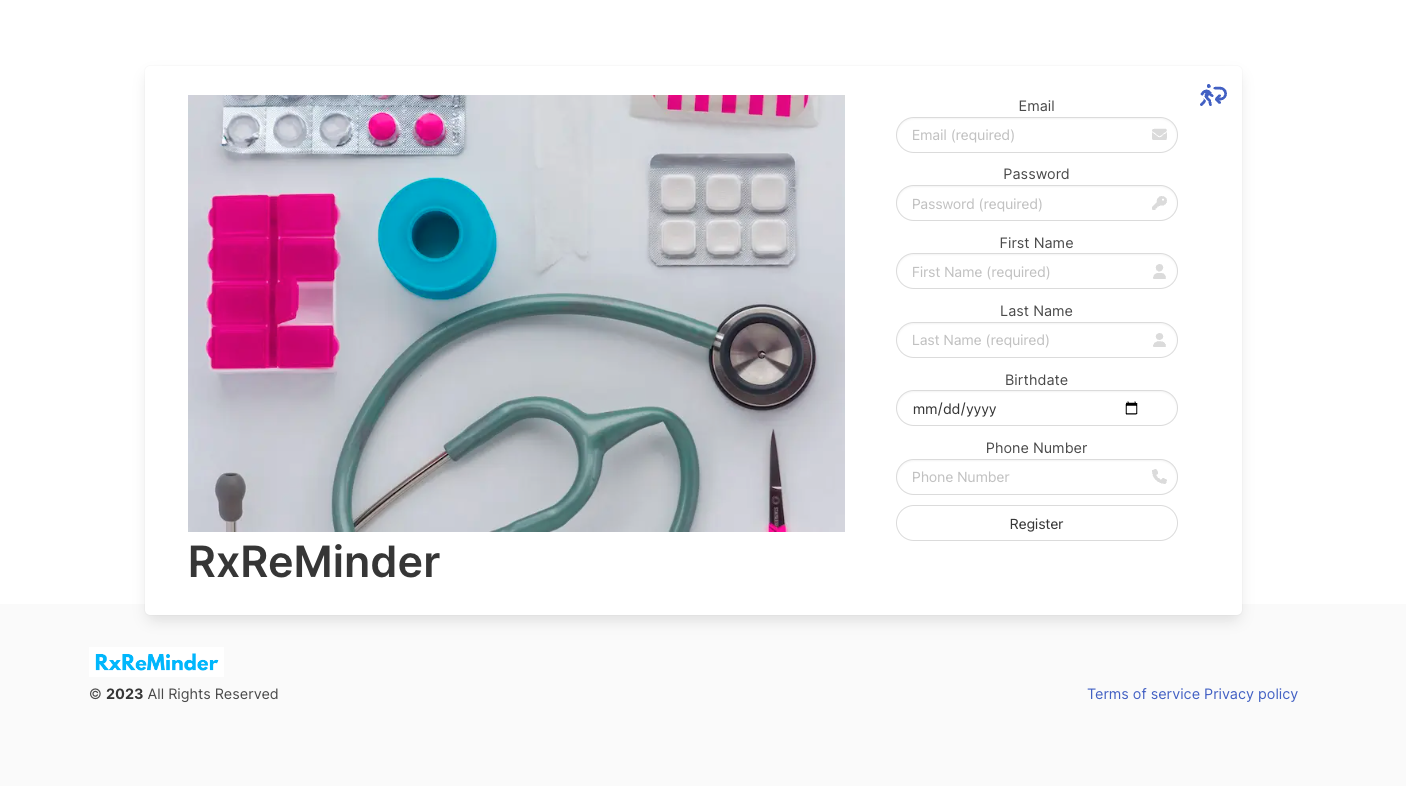 Email
Email (required)
Password
Password (required)
First Name
First Name (required)
Last Name
Last Name (required)
Birthdate
mm/dd/yyyy
Phone Number
Phone Number
Register
RxReMinder
RxReMinder
© 2023 All Rights Reserved
Terms of service Privacy policy